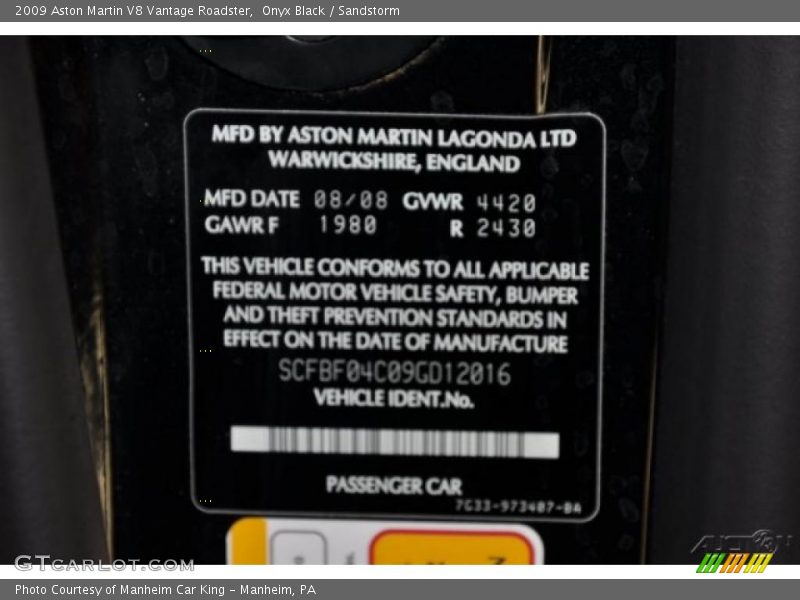 2009 Aston Martin V8 Vantage Roadster,  Onyx Black / Sandstorm
MFD BY ASTON MARTIN LAGONDA LTD
WARWICKSHIRE, ENGLAND
MFD DATE 08/08 GVWR 4420
GAWR F 1980 R 2430
THIS VEHICLE CONFORMS TO ALL APPLICABLE
FEDERAL MOTOR VEHICLE SAFETY, BUMPER
AND THEFT PREVENTION STANDARDS IN
EFFECT ON THE DATE OF MANUFACTURE
SCFBF04C09GD12016
VEHICLE IDENT.No.
PASSENGER CAR
7G33-973407-BA
GTCarLot.com
Photo Courtesy of Manheim Car King - Manheim, PA